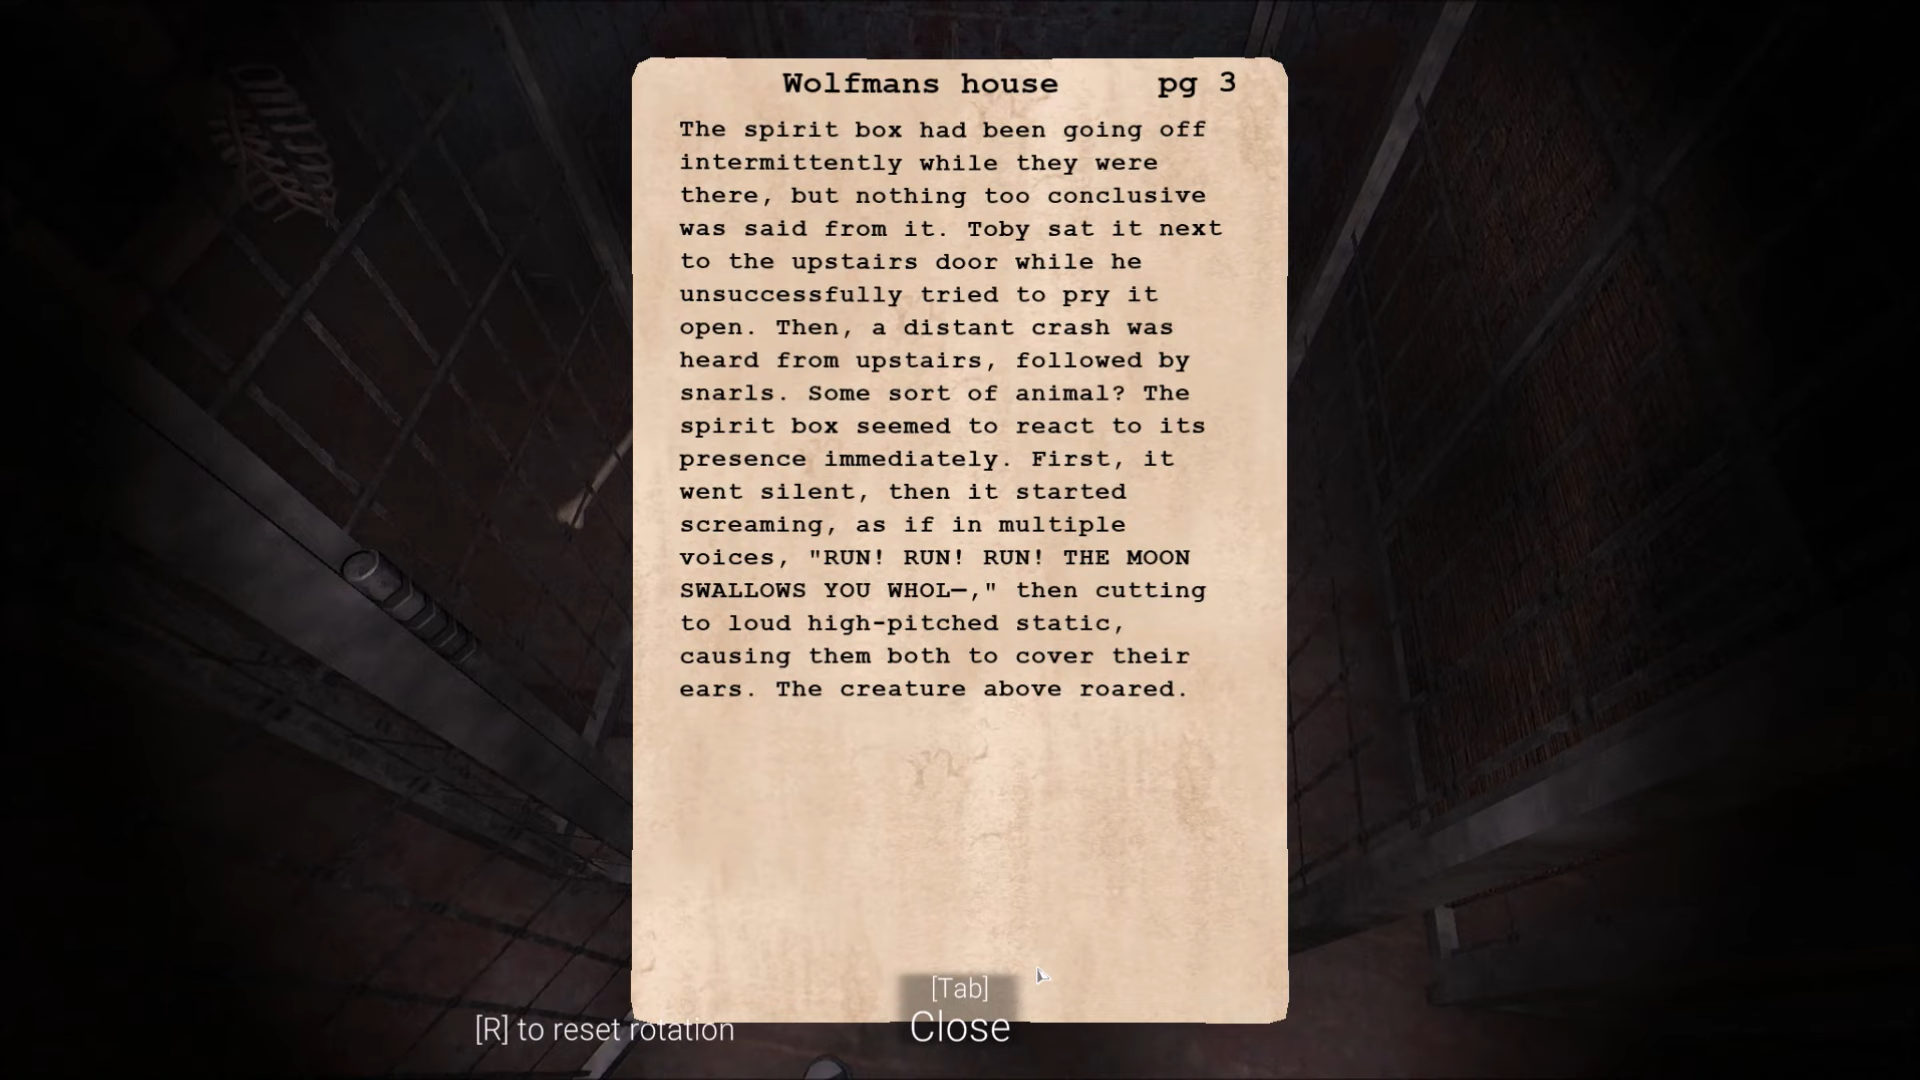 Wolfmans house pg 3
The spirit box had been going off
intermittently while they were
there, but nothing too conclusive
was said from it. Toby sat it next
to the upstairs door while he
unsuccessfully tried to pry it
open. Then, a distant crash was
heard from upstairs, followed by
snarls. Some sort of animal? The
spirit box seemed to react to its
presence immediately. First, it
went silent, then it started
screaming, as if in multiple
voices, "RUN! RUN! RUN! THE MOON
SWALLOWS YOU WHOL—," then cutting
to loud high-pitched static,
causing them both to cover their
ears. The creature above roared.
[Tab]
Close
[R] to reset rotation